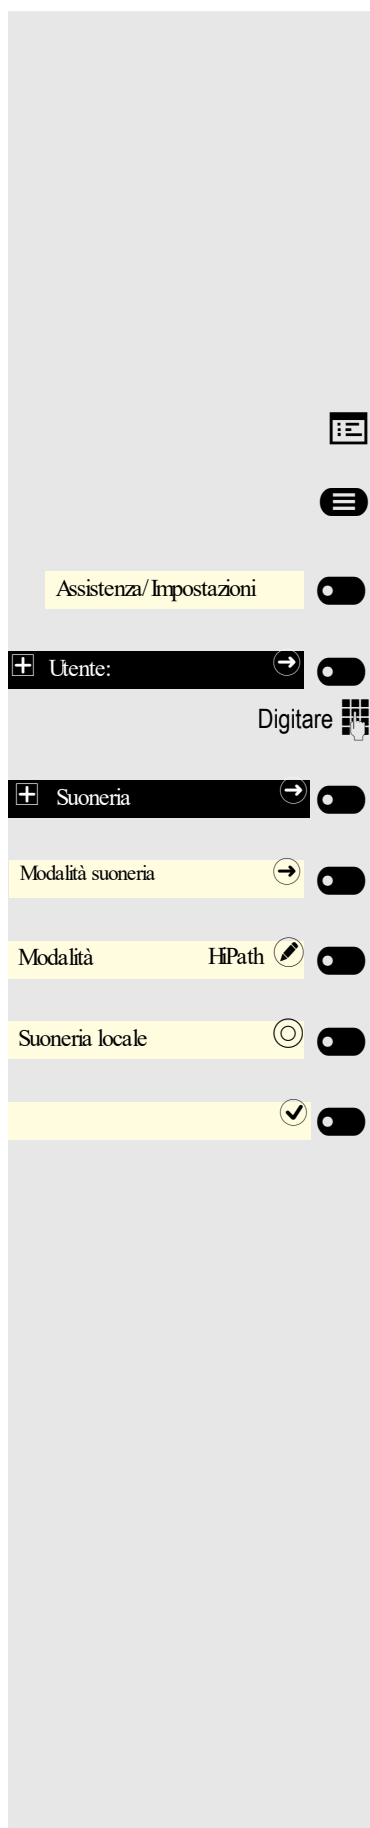 Assistenza/Impostazioni
Utente:
Digitare
Suoneria
Modalità suoneria
Modalità HiPath
Suoneria locale